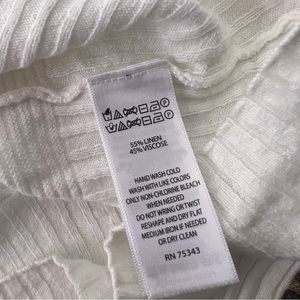 55% LINEN
45% VISCOSE
HAND WASH COLD
WASH WITH LIKE COLORS
ONLY NON-CHLORINE BLEACH
WHEN NEEDED
DO NOT WRING OR TWIST
RESHAPE AND DRY FLAT
MEDIUM IRON IF NEEDED
OR DRY CLEAN
RN 75343